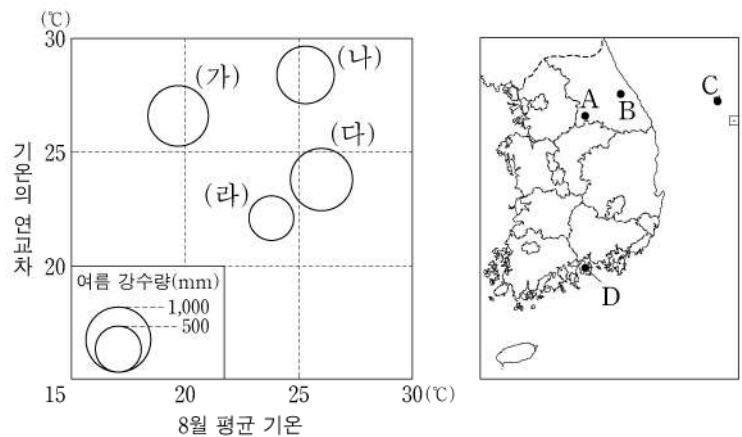 (℃)
30
25
20
15
20
25
30(℃)
기온의 연교차
8월 평균 기온
(가)
(나)
(다)
(라)
여름 강수량(mm)
1,000
500
A
B
C
D